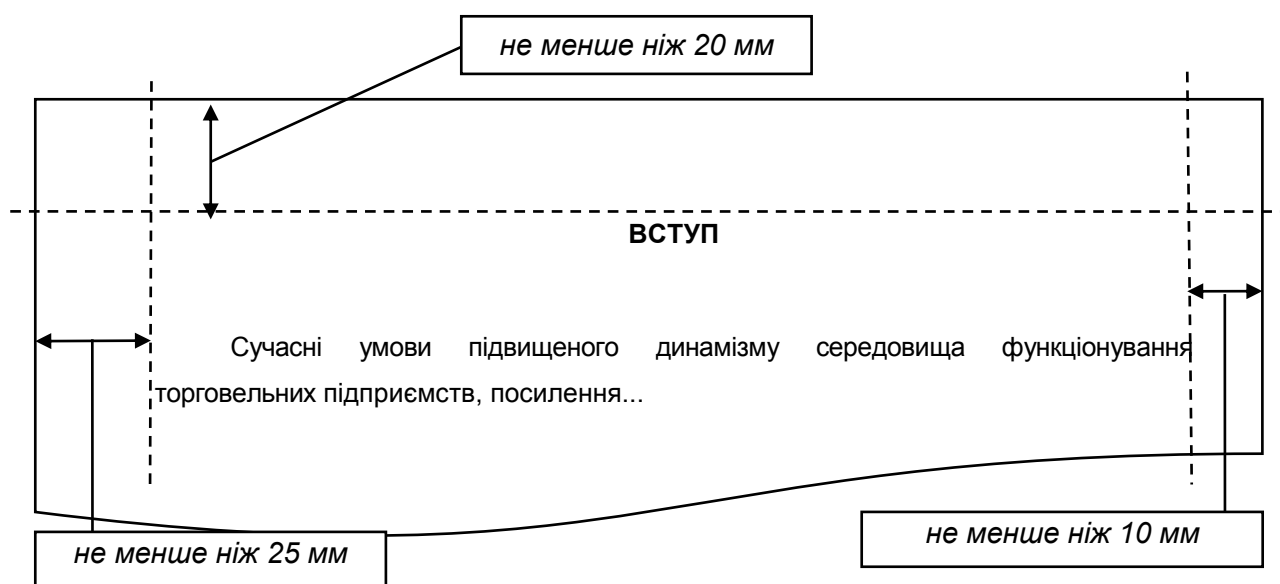 не менше ніж 20 мм
ВСТУП
Сучасні умови підвищеного динамізму середовища функціонування
торговельних підприємств, посилення...
не менше ніж 25 мм
не менше ніж 10 мм